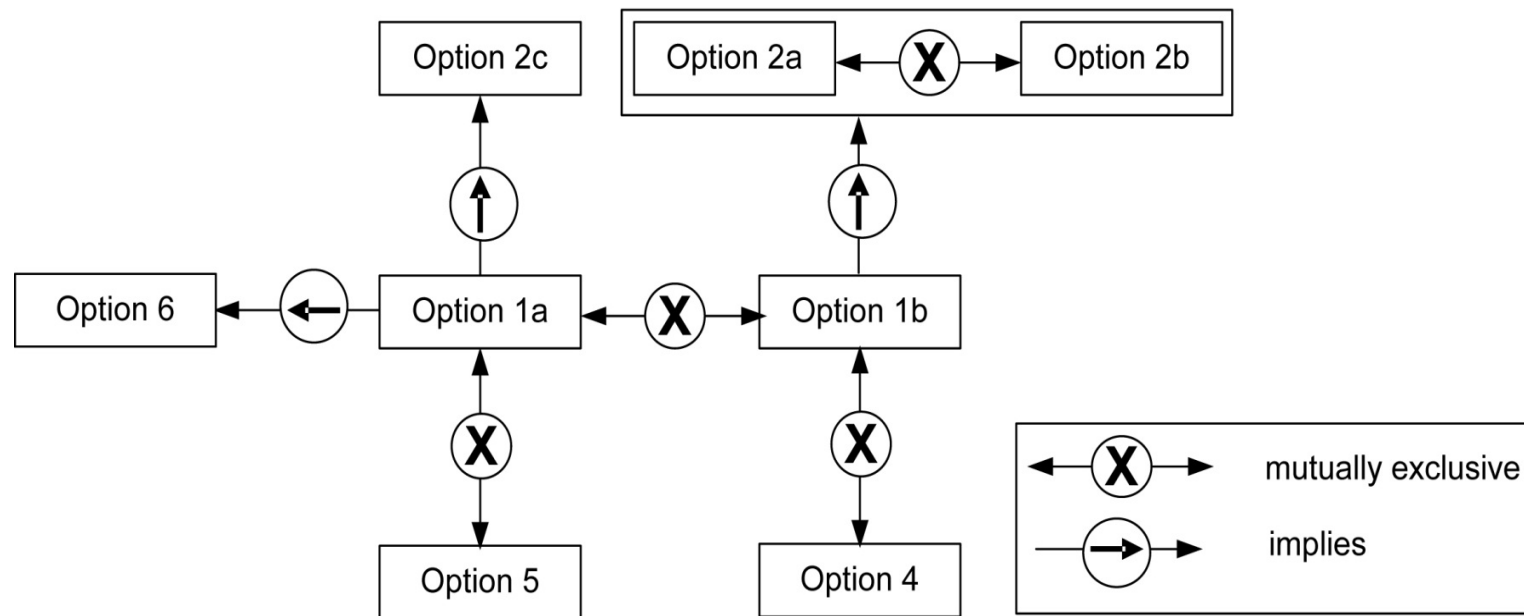 Option 2c
Option 2a
X
Option 2b
Option 6
Option 1a
X
Option 1b
X
X
Option 5
Option 4
X
mutually exclusive
implies